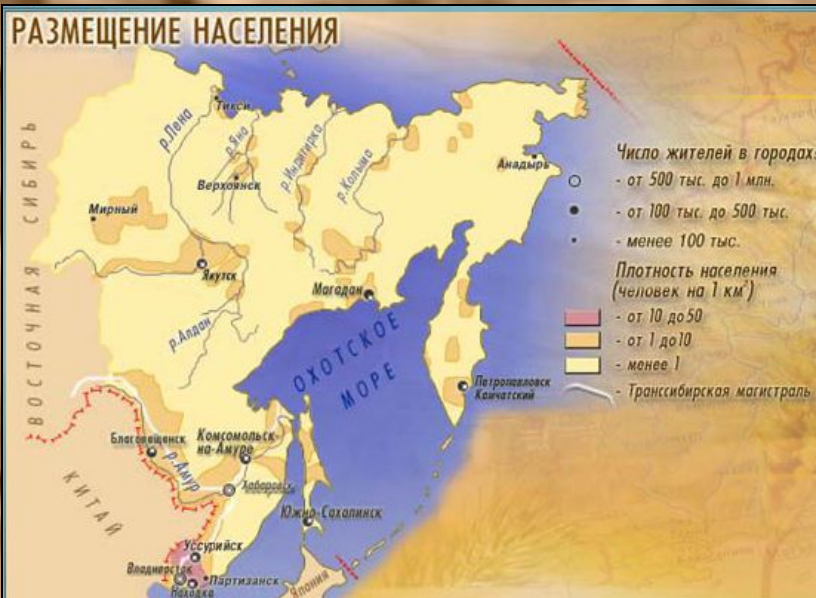 РАЗМЕЩЕНИЕ НАСЕЛЕНИЯ
ВОСТОЧНАЯ СИБИРЬ
Тикси
р.Лена
р.Яна
р.Индигирка
р.Колыма
Верхоянск
Анадырь
Мирный
Якутск
Магадан
р.Алдан
ОХОТСКОЕ
МОРЕ
Петропавловск
Камчатский
Благовещенск
Комсомольск-
на-Амуре
р.Амур
Хабаровск
КИТАЙ
Южно-Сахалинск
Уссурийск
Владивосток
Партизанск
Находка
Япония
Число жителей в городах:
- от 500 тыс. до 1 млн.
- от 100 тыс. до 500 тыс.
- менее 100 тыс.
Плотность населения
(человек на 1 км²)
- от 10 до 50
- от 1 до 10
- менее 1
- Транссибирская магистраль